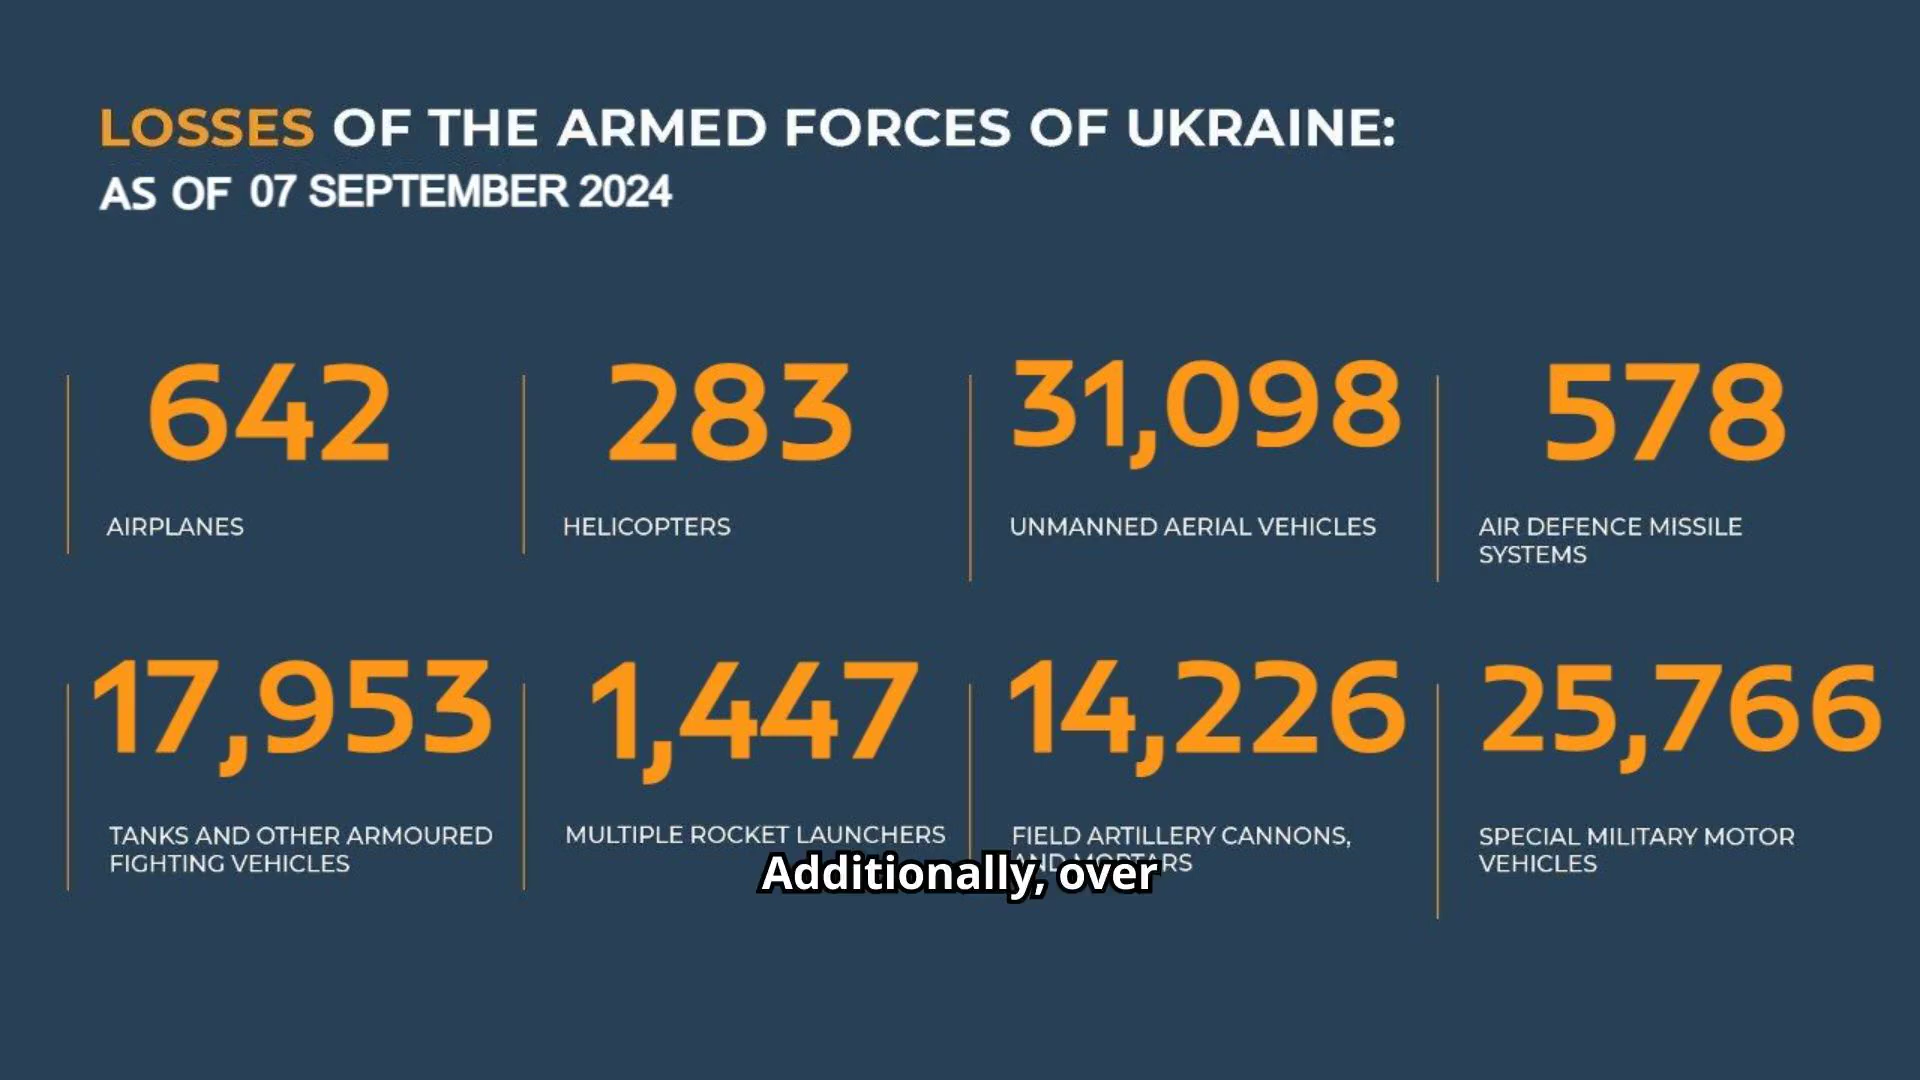 LOSSES OF THE ARMED FORCES OF UKRAINE:
AS OF 07 SEPTEMBER 2024
642
283
31,098
578
AIRPLANES
HELICOPTERS
UNMANNED AERIAL VEHICLES
AIR DEFENCE MISSILE
SYSTEMS
17,953
1,447
14,226
25,766
TANKS AND OTHER ARMOURED
FIGHTING VEHICLES
MULTIPLE ROCKET LAUNCHERS
FIELD ARTILLERY CANNONS,
AND MORTARS
SPECIAL MILITARY MOTOR
VEHICLES
Additionally, over